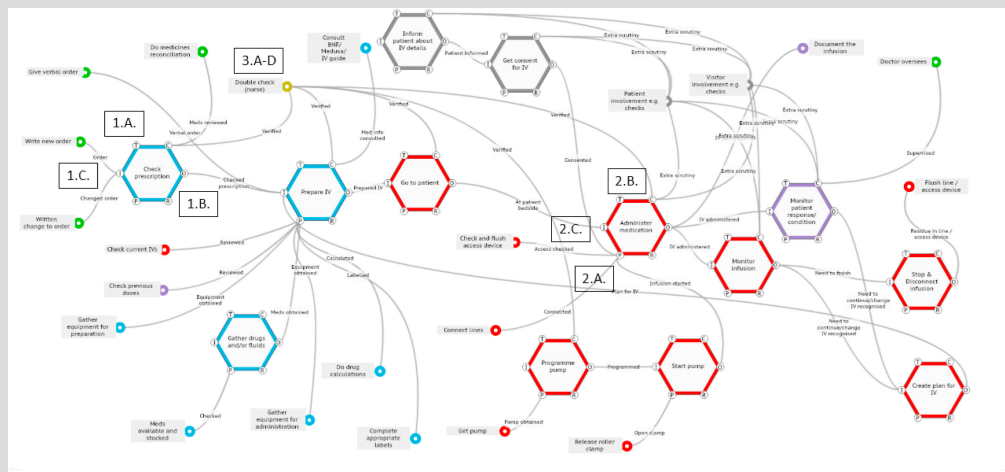 T
C
Inform
patient about
IV details
I
O
P
R
Patient informed
Extra scrutiny
Extra scrutiny
Extra scrutiny
T
C
Get consent
for IV
I
O
P
R
Consult
BNF/
Medusa/
IV guide
Do medicines
reconciliation
3.A-D
Double check
(nurse)
Give verbal order
Document the
infusion
Doctor oversees
Visitor
involvement e.g.
checks
Patient
involvement e.g.
checks
Extra scrutiny
Extra scrutiny
Extra scrutiny
Extra scrutiny
Extra scrutiny
Verified
Verified
Verified
Verified
Verified
Meds reviewed
Verbal order
Med info
consulted
Consented
Supervised
1.A.
Write new order
Order
1.C.
Changed order
Written
change to order
T
C
Check
prescription
I
O
P
R
1.B.
Checked
prescription
T
C
Prepare IV
I
O
P
R
Prepared IV
T
C
Go to patient
I
O
P
R
At patient
bedside
2.B.
T
C
Administer
medication
I
O
P
R
2.C.
2.A.
IV administered
IV administered
T
C
Monitor
patient
response/
condition
I
O
P
R
T
C
Monitor
infusion
I
O
P
R
Flush line /
access device
Residue in line /
access device
T
C
Stop &
Disconnect
infusion
I
O
P
R
Need to finish
Need to
continue/change
IV recognised
Need to
continue/change
IV recognised
Check and flush
access device
Access checked
Infusion started
Plan for IV
Check current IVs
Reviewed
Check previous
doses
Reviewed
Gather
equipment for
preparation
Equipment
obtained
Equipment
obtained
Calculated
Labelled
Meds obtained
T
C
Gather drugs
and/or fluids
I
O
P
R
Connect lines
Connected
T
C
Programme
pump
I
O
P
R
Programmed
T
C
Start pump
I
O
P
R
T
C
Create plan for
IV
I
O
P
R
Do drug
calculations
Checked
Meds
available and
stocked
Gather
equipment for
administration
Complete
appropriate
labels
Get pump
Pump obtained
Release roller
clamp
Open clamp